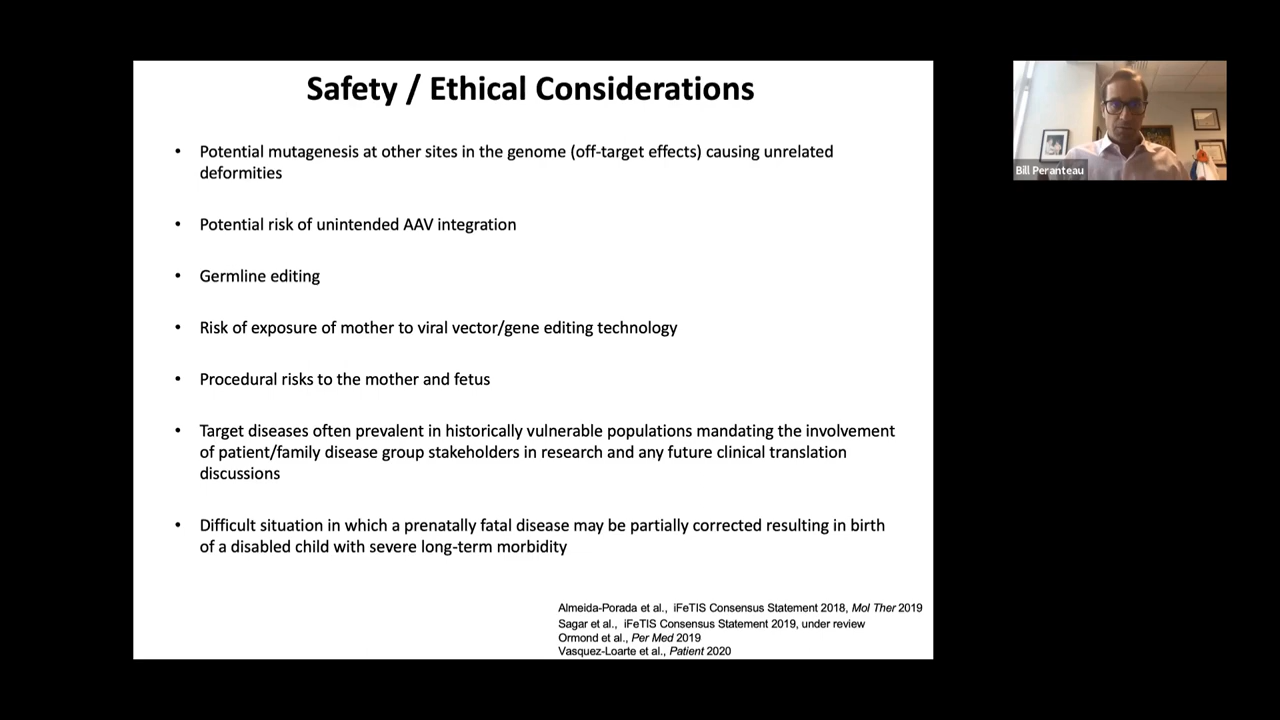 Safety / Ethical Considerations
• Potential mutagenesis at other sites in the genome (off-target effects) causing unrelated
deformities
• Potential risk of unintended AAV integration
• Germline editing
• Risk of exposure of mother to viral vector/gene editing technology
• Procedural risks to the mother and fetus
• Target diseases often prevalent in historically vulnerable populations mandating the involvement
of patient/family disease group stakeholders in research and any future clinical translation
discussions
• Difficult situation in which a prenatally fatal disease may be partially corrected resulting in birth
of a disabled child with severe long-term morbidity
Almeida-Porada et al., iFeTIS Consensus Statement 2018, Mol Ther 2019
Sagar et al., iFeTIS Consensus Statement 2019, under review
Ormond et al., Per Med 2019
Vasquez-Loarte et al., Patient 2020
Bill Peranteau